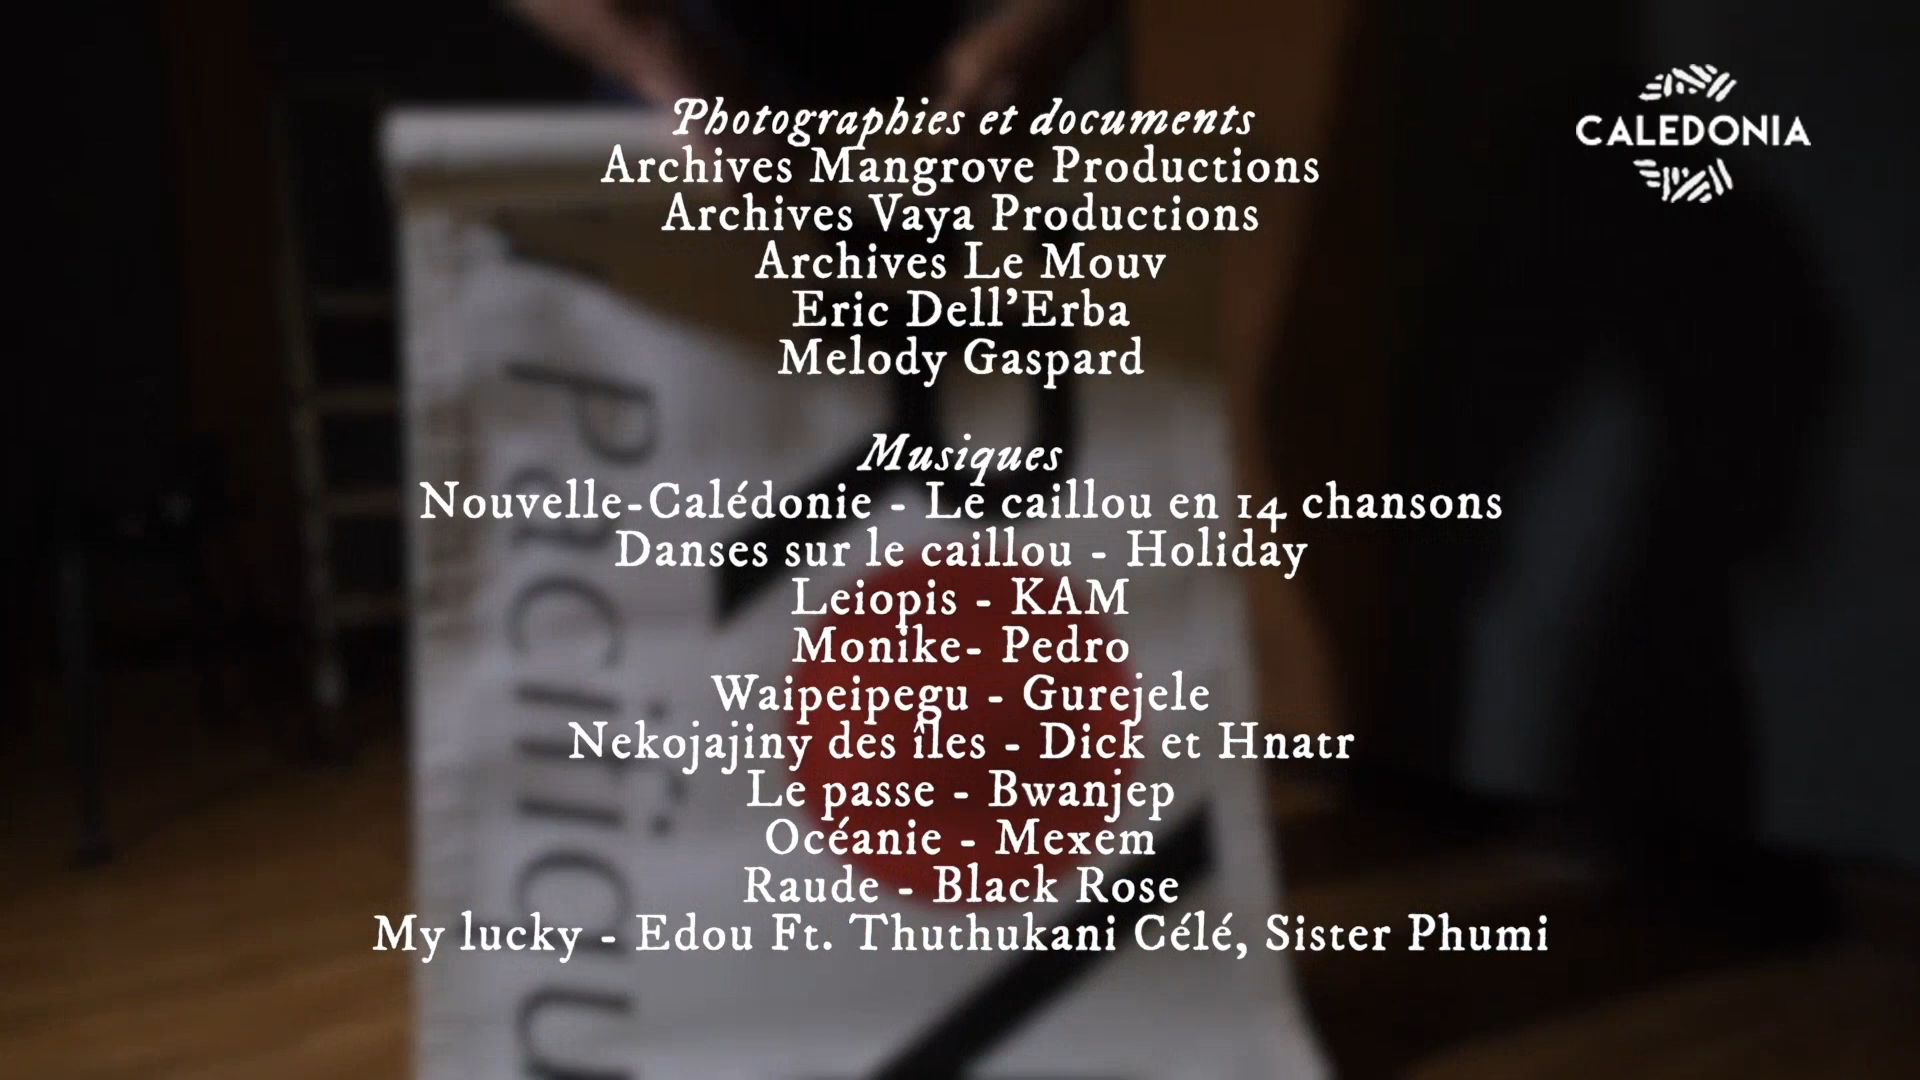 Photographies et documents
Archives Mangrove Productions
Archives Vaya Productions
Archives Le Mouv
Eric Dell'Erba
Melody Gaspard
CALEDONIA
Musiques
Nouvelle-Calédonie - Le caillou en 14 chansons
Danses sur le caillou - Holiday
Leiopis - KAM
Monike- Pedro
Waipeipegu - Gurejele
Nekojajiny des îles - Dick et Hnatr
Le passe - Bwanjep
Océanie - Mexem
Raude - Black Rose
My lucky - Edou Ft. Thuthukani Célé, Sister Phumi